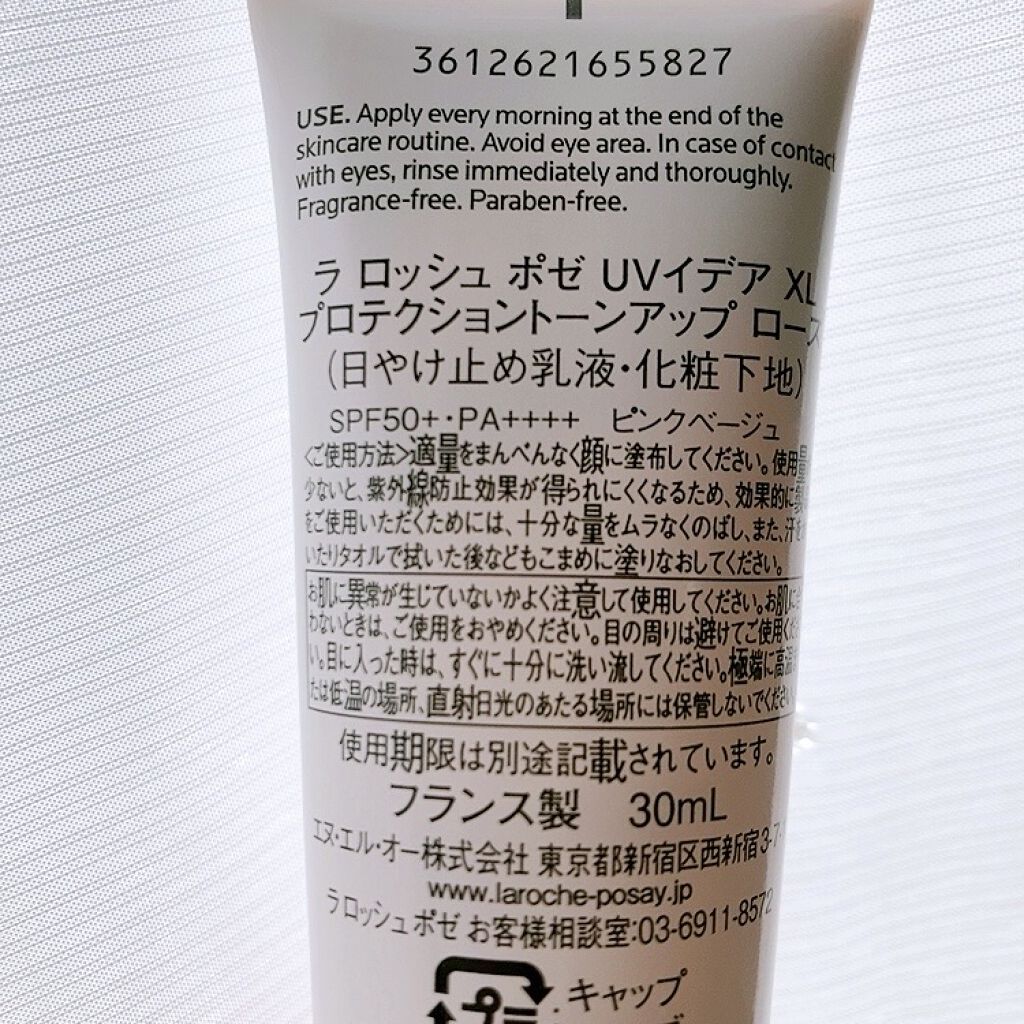 3612621655827
USE. Apply every morning at the end of the
skincare routine. Avoid eye area. In case of contact
with eyes, rinse immediately and thoroughly.
Fragrance-free. Paraben-free.
ラ ロッシュ ポゼ UVイデア XL
プロテクショントーンアップ ローズ
(日やけ止め乳液・化粧下地)
SPF50+・PA++++ ピンクベージュ
<ご使用方法>適量をまんべんなく顔に塗布してください。使用量
少ないと、紫外線防止効果が得られにくくなるため、効果的に製
をご使用いただくためには、十分な量をムラなくのばし、また、汗を
いたりタオルで拭いた後などもこまめに塗りなおしてください。
お肌に異常が生じていないかよく注意して使用してください。お肌に
わないときは、ご使用をおやめください。目の周りは避けてご使用くだ
い。目に入った時は、すぐに十分に洗い流してください。極端に高温
たは低温の場所、直射日光のあたる場所には保管しないでください
使用期限は別途記載されています。
フランス製 30mL
エヌ・エル・オー株式会社 東京都新宿区西新宿3-7-
www.laroche-posay.jp
ラ ロッシュ ポゼ お客様相談室:03-6911-8572
プ
キャップ